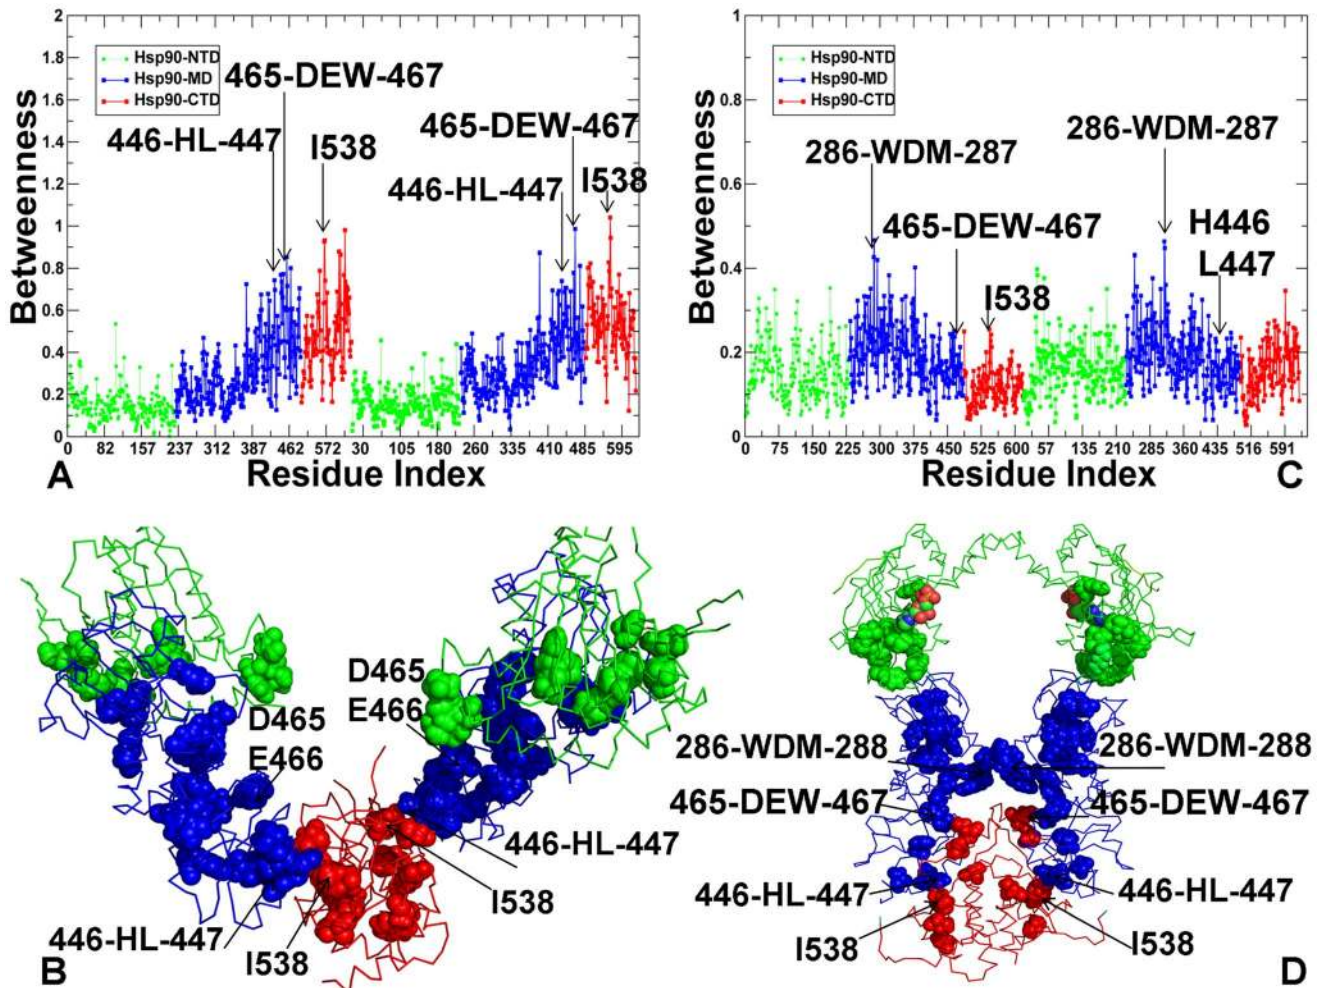 2
1.8
1.6
1.4
1.2
1
0.8
0.6
0.4
0.2
0
Betweenness
Hsp90-NTD
Hsp90-MD
Hsp90-CTD
465-DEW-467
446-HL-447
I538
465-DEW-467
446-HL-447
I538
0 82 157 237 312 387 462 572 30 105 180 260 335 410 485 595
Residue Index
A
1
0.8
0.6
0.4
0.2
0
Betweenness
Hsp90-NTD
Hsp90-MD
Hsp90-CTD
286-WDM-287
286-WDM-287
465-DEW-467
I538
H446
L447
0 75 150 225 300 375 450 525 600 57 135 210 285 360 435 516 591
Residue Index
C
D465
E466
D465
E466
446-HL-447
I538
446-HL-447
I538
B
286-WDM-288
286-WDM-288
465-DEW-467
465-DEW-467
446-HL-447
446-HL-447
I538
I538
D